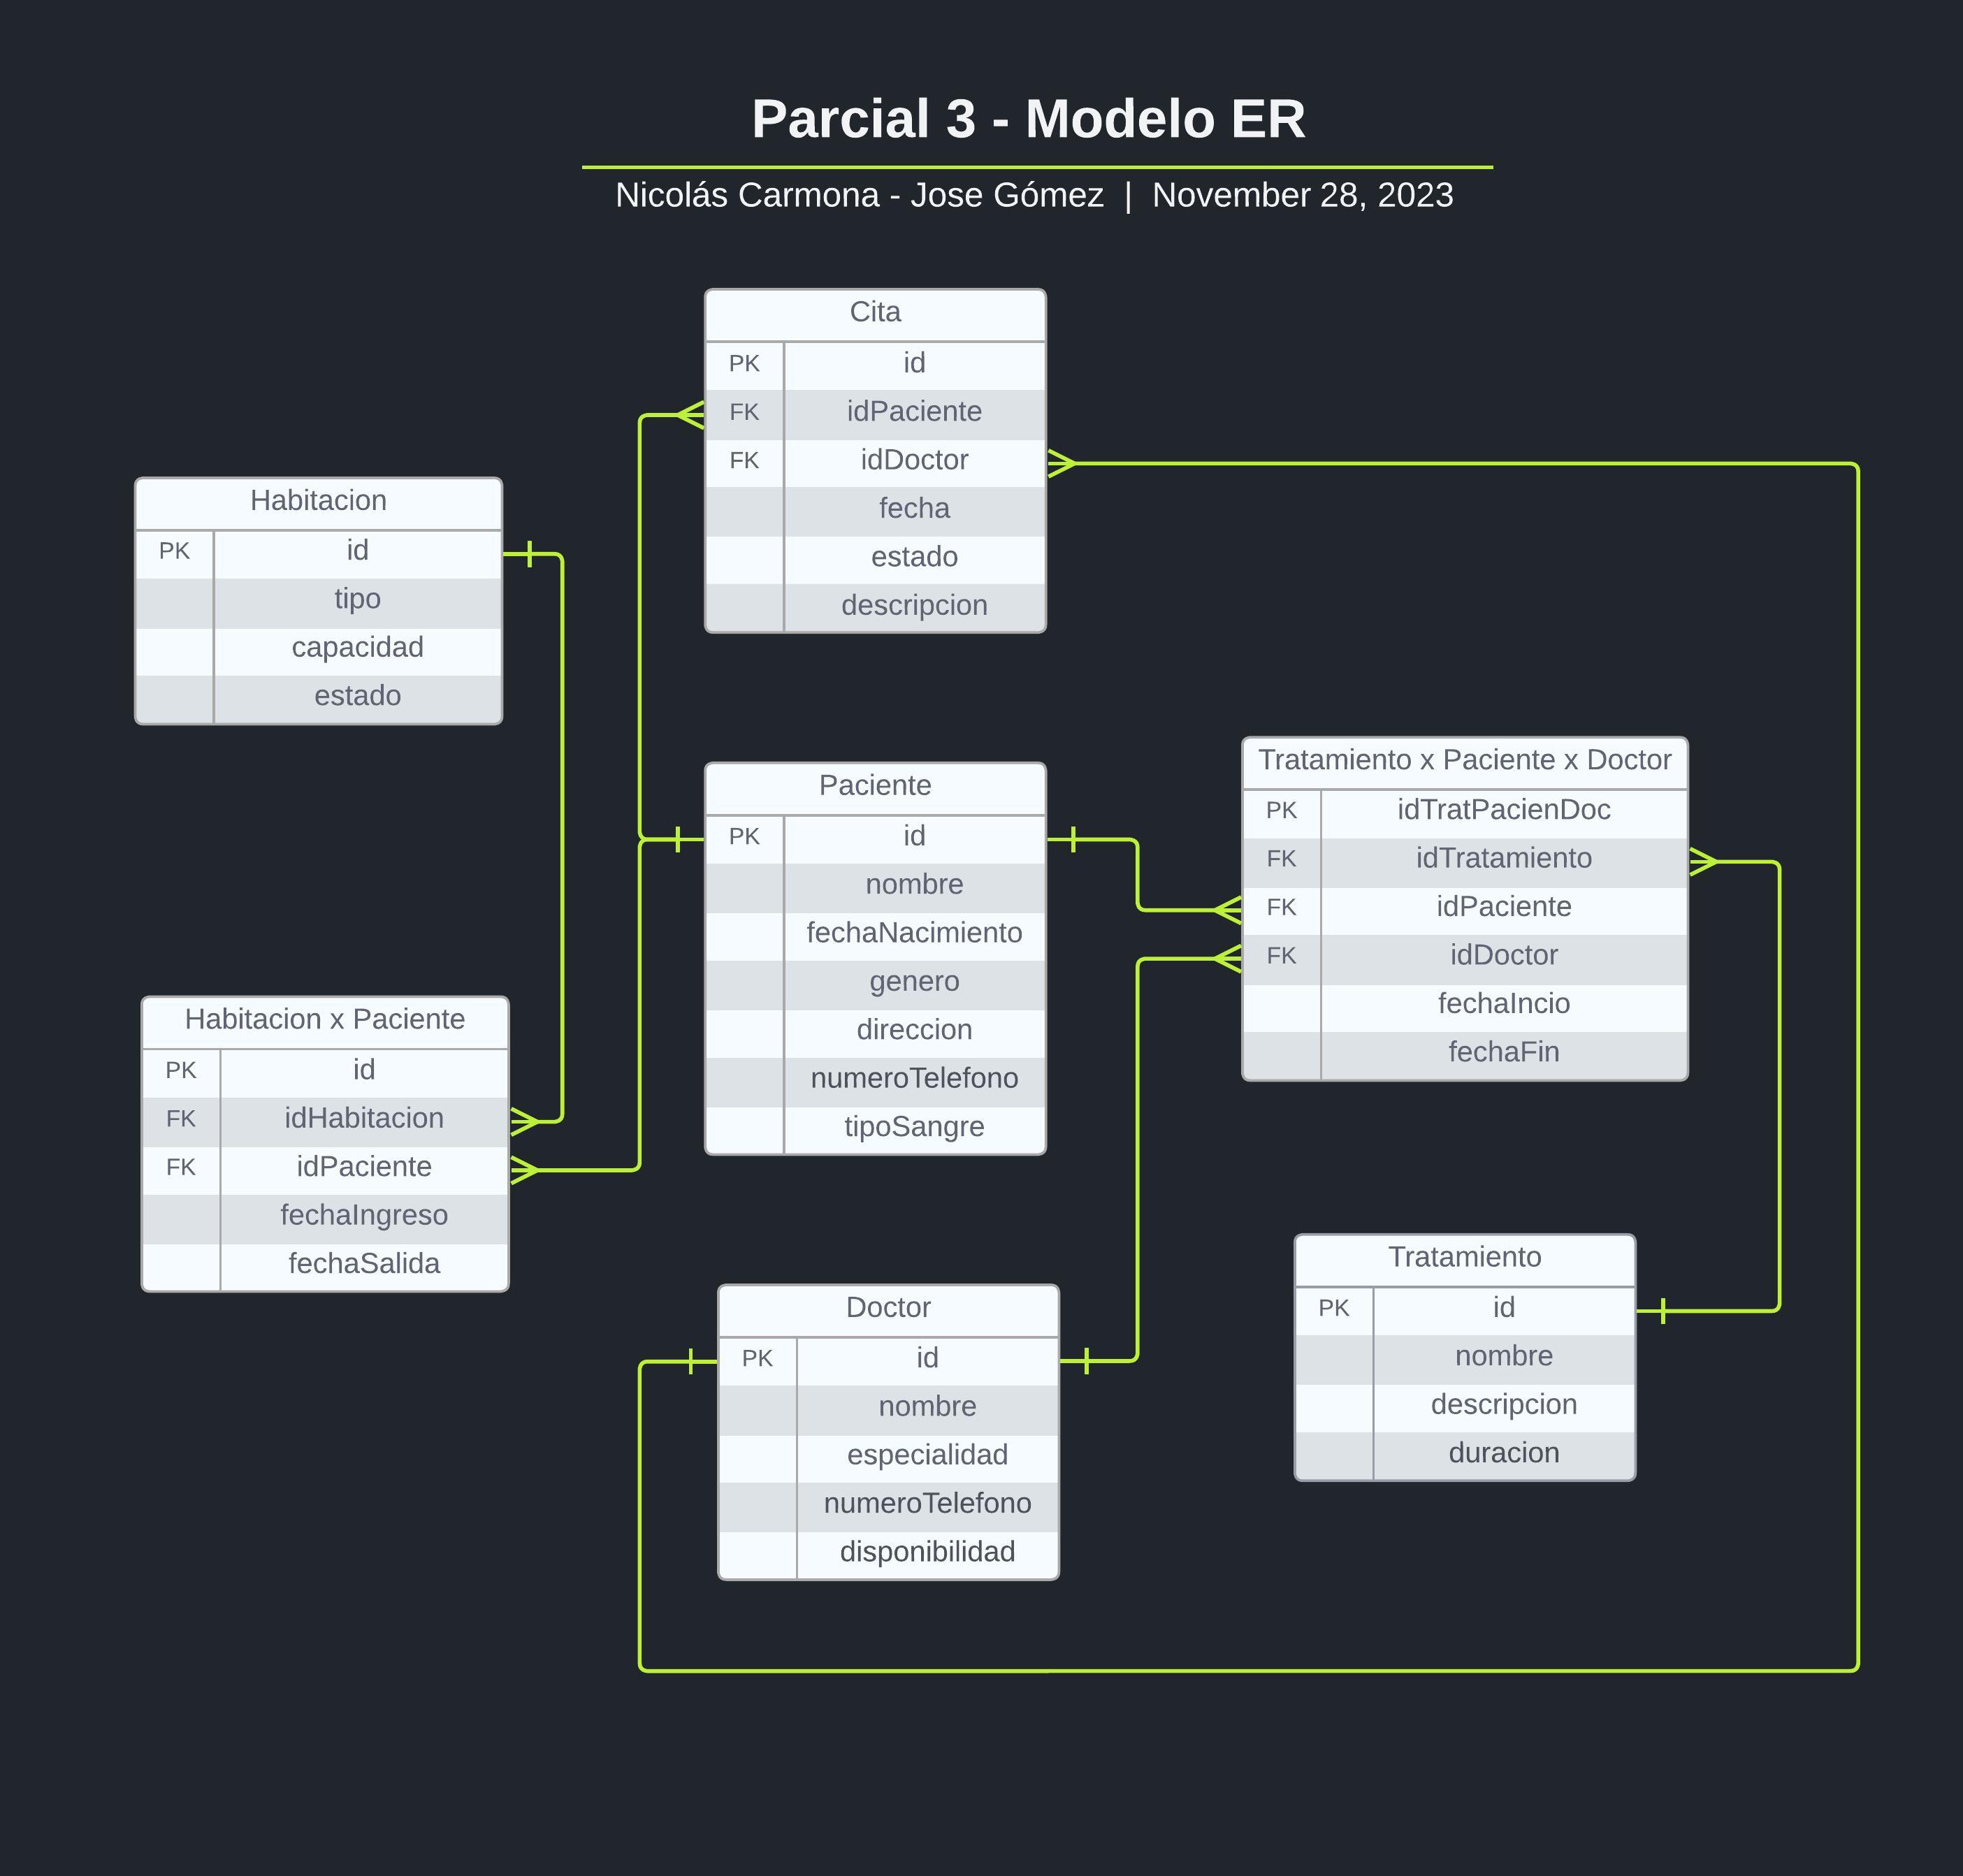 Parcial 3 - Modelo ER
Nicolás Carmona - Jose Gómez | November 28, 2023
Cita
PK id
FK idPaciente
FK idDoctor
fecha
estado
descripcion
Habitacion
PK id
tipo
capacidad
estado
Paciente
PK id
nombre
fechaNacimiento
genero
direccion
numeroTelefono
tipoSangre
Tratamiento x Paciente x Doctor
PK idTratPacienDoc
FK idTratamiento
FK idPaciente
FK idDoctor
fechaIncio
fechaFin
Habitacion x Paciente
PK id
FK idHabitacion
FK idPaciente
fechaIngreso
fechaSalida
Doctor
PK id
nombre
especialidad
numeroTelefono
disponibilidad
Tratamiento
PK id
nombre
descripcion
duracion